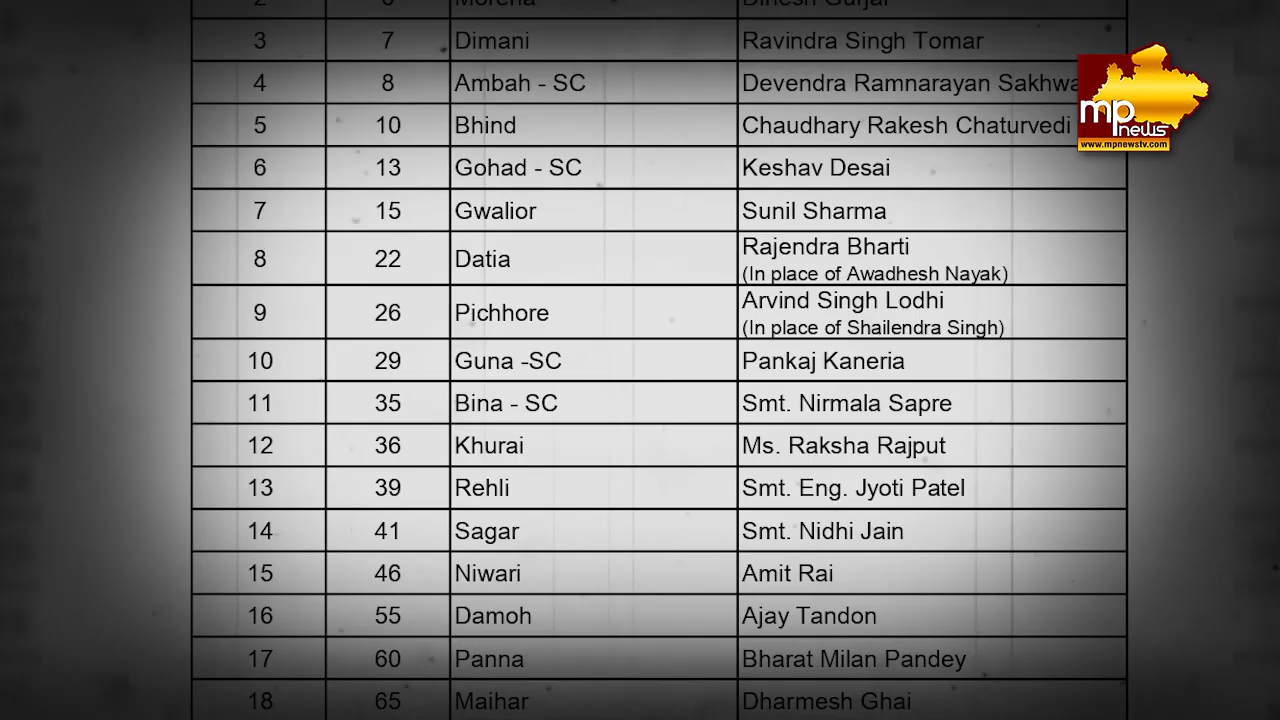 2 6 Morena Dinesh Gurjar
3 7 Dimani Ravindra Singh Tomar
4 8 Ambah - SC Devendra Ramnarayan
5 10 Bhind Chaudhary Rakesh Chaturvedi
6 13 Gohad - SC Keshav Desai
7 15 Gwalior Sunil Sharma
8 22 Datia Rajendra Bharti
(In place of Awadhesh Nayak)
9 26 Pichhore Arvind Singh Lodhi
(In place of Shailendra Singh)
10 29 Guna -SC Pankaj Kaneria
11 35 Bina - SC Smt. Nirmala Sapre
12 36 Khurai Ms. Raksha Rajput
13 39 Rehli Smt. Eng. Jyoti Patel
14 41 Sagar Smt. Nidhi Jain
15 46 Niwari Amit Rai
16 55 Damoh Ajay Tandon
17 60 Panna Bharat Milan Pandey
18 65 Maihar Dharmesh Ghai
mp news
www.mpnewstv.com